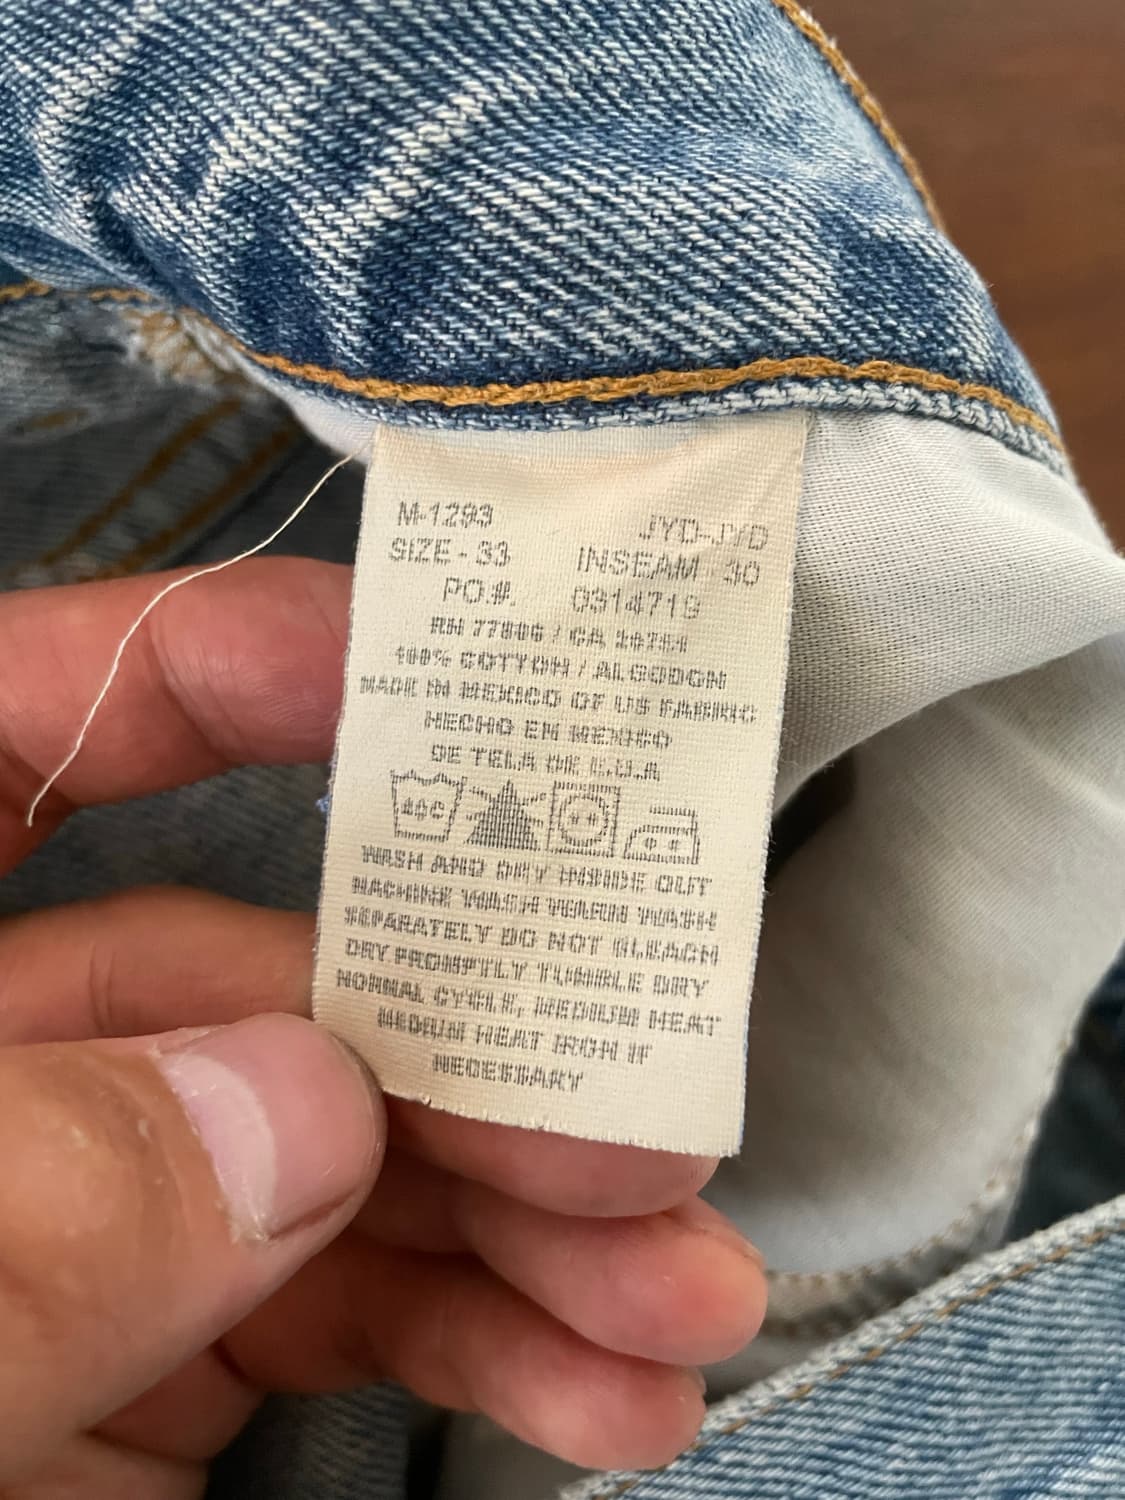 M-1293 JYD-JYD
SIZE - 33 INSEAM 30
PO.#. 0314719
RN 77806 / CA 20751
100% COTTON / ALGODON
MADE IN MEXICO OF US FABRIC
HECHO EN MEXICO
DE TELA DE E.U.A
40C
WASH AND DRY INSIDE OUT
MACHINE WASH WARM WASH
SEPARATELY DO NOT BLEACH
DRY PROMPTLY TUMBLE DRY
NORMAL CYCLE, MEDIUM HEAT
MEDIUM HEAT IRON IF
NECESSARY